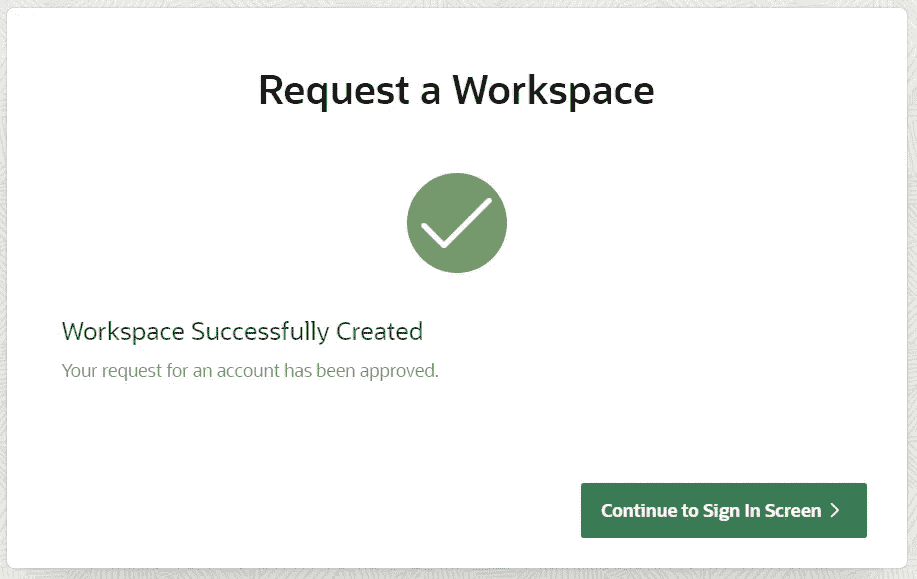 Request a Workspace
Workspace Successfully Created
Your request for an account has been approved.
Continue to Sign In Screen